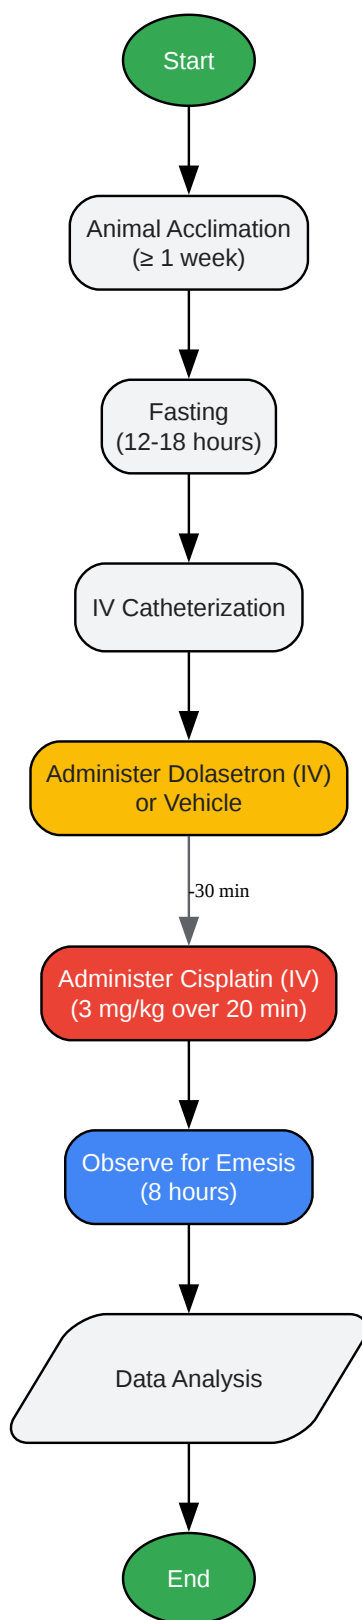 Start
Animal Acclimation
(≥ 1 week)
Fasting
(12-18 hours)
IV Catheterization
Administer Dolasetron (IV)
or Vehicle
-30 min
Administer Cisplatin (IV)
(3 mg/kg over 20 min)
Observe for Emesis
(8 hours)
Data Analysis
End